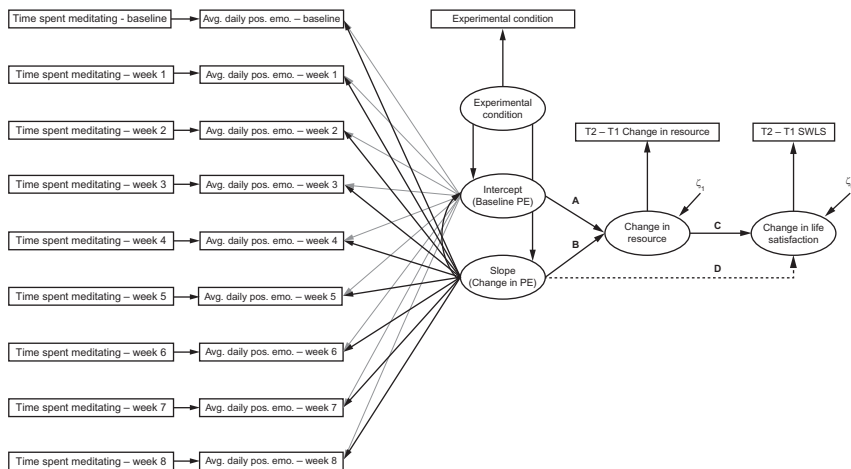 Time spent meditating - baseline
Avg. daily pos. emo. – baseline
Time spent meditating – week 1
Avg. daily pos. emo. – week 1
Time spent meditating – week 2
Avg. daily pos. emo. – week 2
Time spent meditating – week 3
Avg. daily pos. emo. – week 3
Time spent meditating – week 4
Avg. daily pos. emo. – week 4
Time spent meditating – week 5
Avg. daily pos. emo. – week 5
Time spent meditating – week 6
Avg. daily pos. emo. – week 6
Time spent meditating – week 7
Avg. daily pos. emo. – week 7
Time spent meditating – week 8
Avg. daily pos. emo. – week 8
Experimental condition
Experimental
condition
Intercept
(Baseline PE)
Slope
(Change in PE)
A
B
T2 – T1 Change in resource
ζ1
Change in
resource
C
D
T2 – T1 SWLS
ζ
Change in life
satisfaction